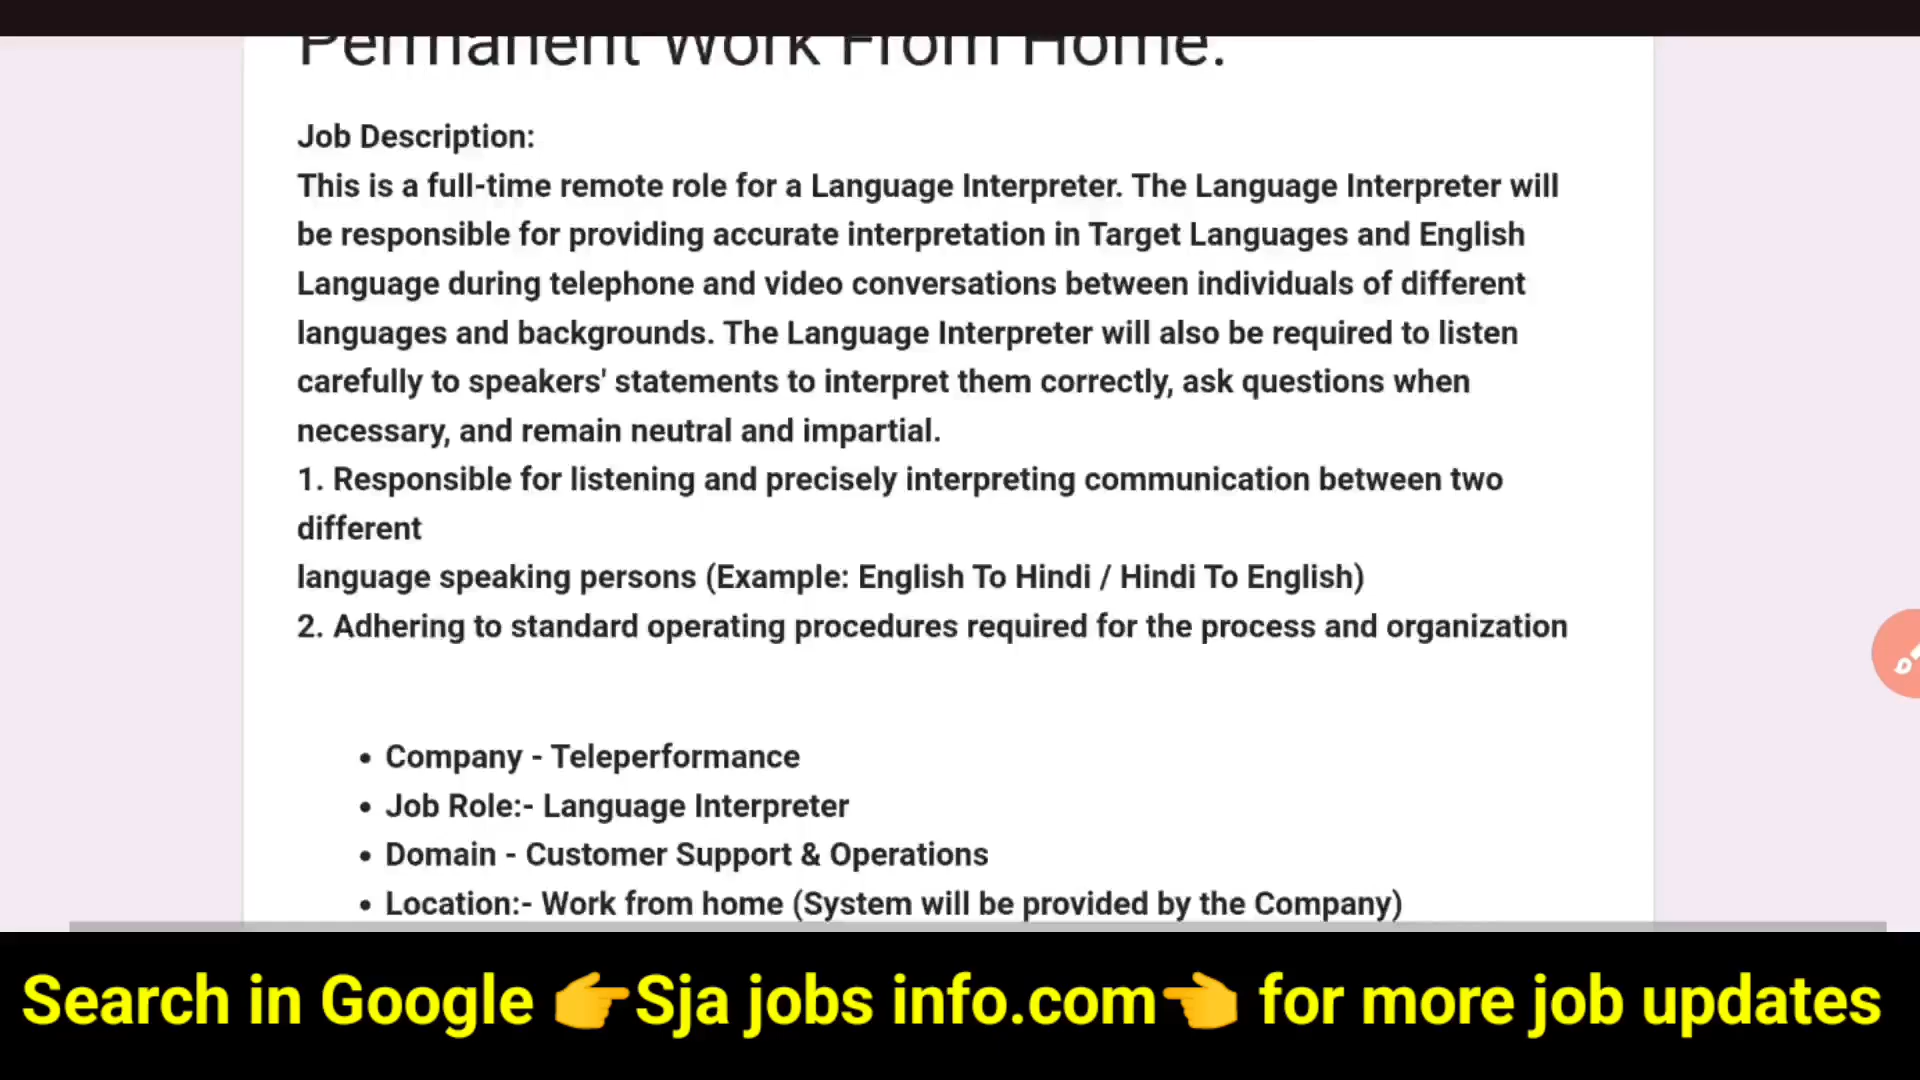 Permanent Work From Home.
Job Description:
This is a full-time remote role for a Language Interpreter. The Language Interpreter will
be responsible for providing accurate interpretation in Target Languages and English
Language during telephone and video conversations between individuals of different
languages and backgrounds. The Language Interpreter will also be required to listen
carefully to speakers' statements to interpret them correctly, ask questions when
necessary, and remain neutral and impartial.
1. Responsible for listening and precisely interpreting communication between two
different
language speaking persons (Example: English To Hindi / Hindi To English)
2. Adhering to standard operating procedures required for the process and organization
• Company - Teleperformance
• Job Role:- Language Interpreter
• Domain - Customer Support & Operations
• Location:- Work from home (System will be provided by the Company)
Search in Google 👉Sja jobs info.com👈 for more job updates